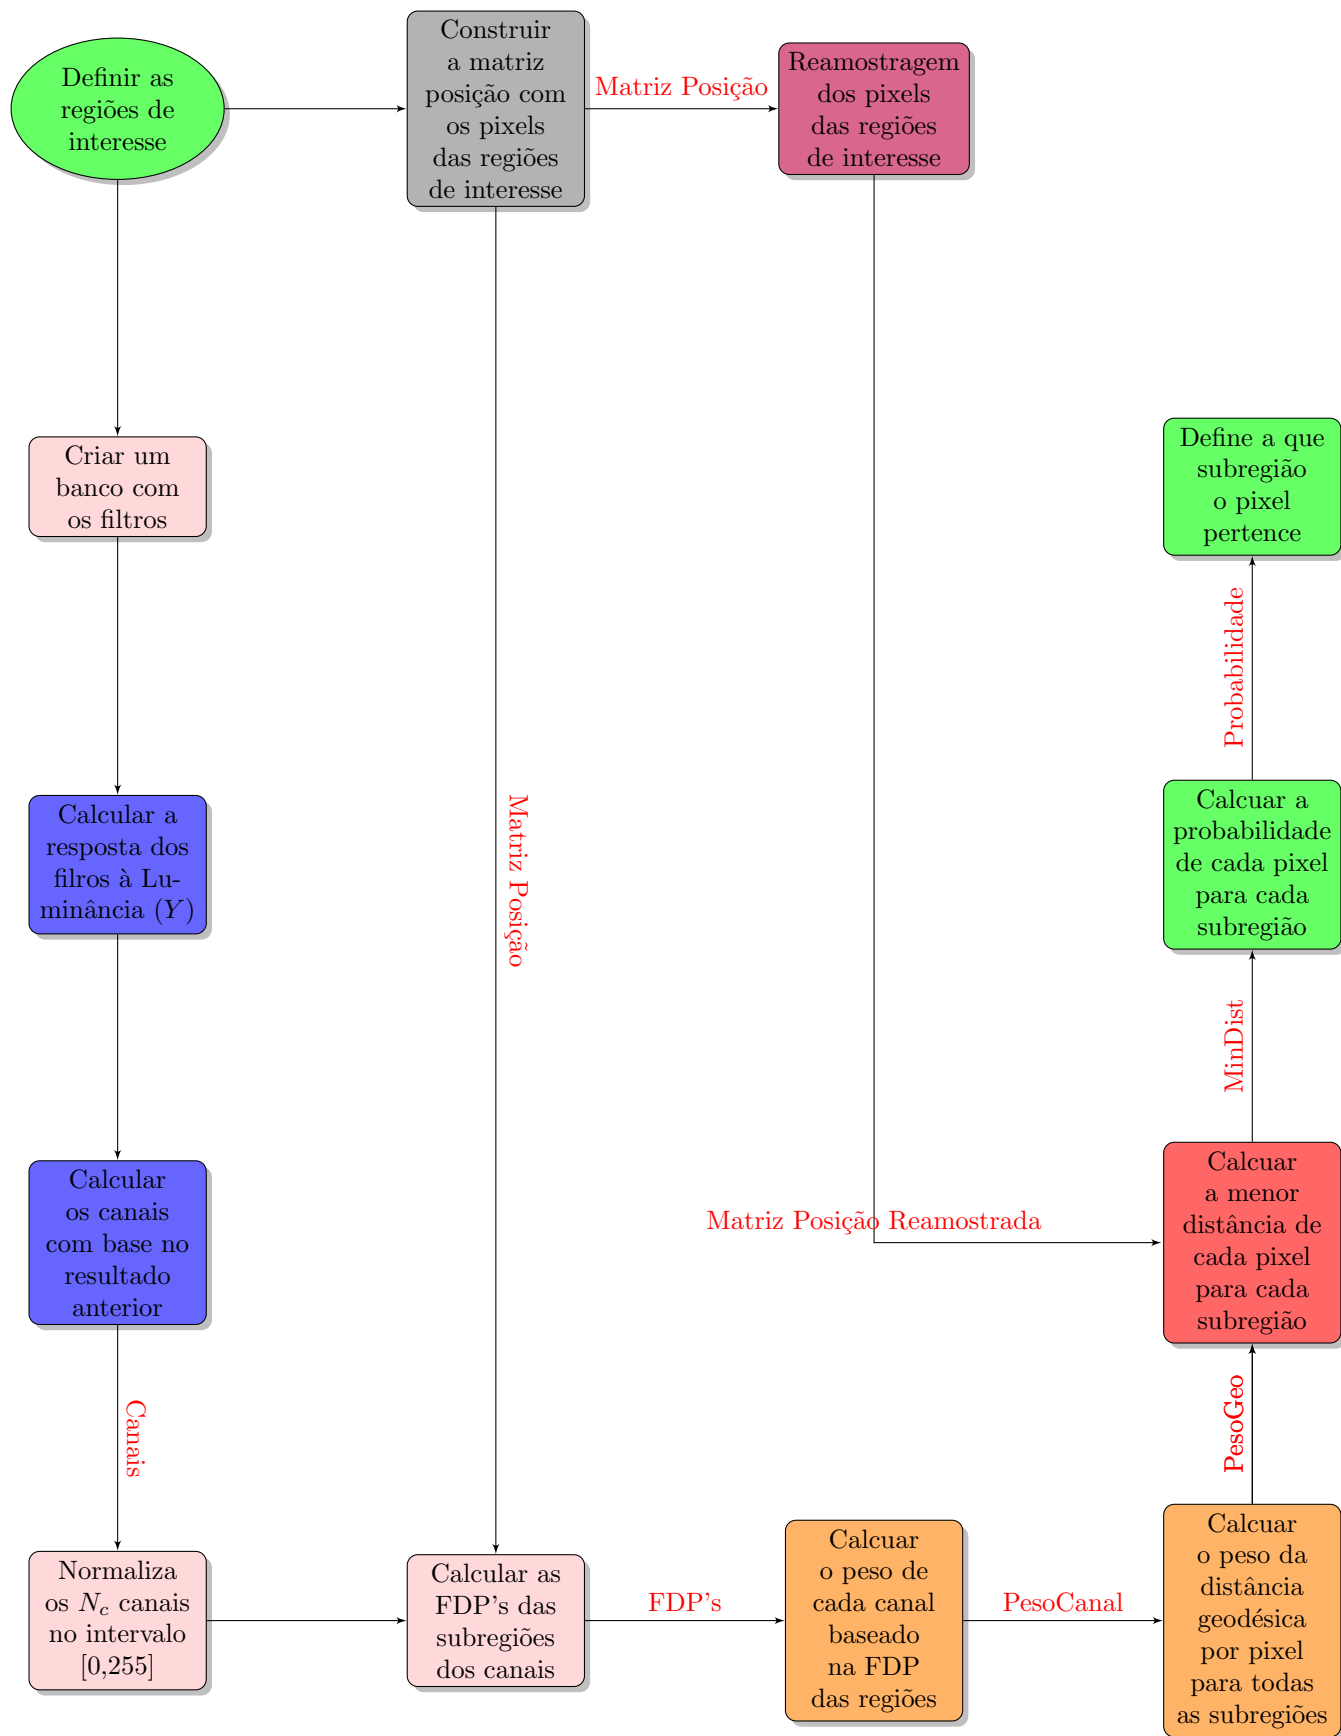 Definir as
regiões de
interesse
Construir
a matriz
posição com
os pixels
das regiões
de interesse
Matriz Posição
Reamostragem
dos pixels
das regiões
de interesse
Criar um
banco com
os filtros
Define a que
subregião
o pixel
pertence
Probabilidade
Calcular a
resposta dos
filros à Lu-
minância (Y)
Matriz Posição
Calcuar a
probabilidade
de cada pixel
para cada
subregião
MinDist
Calcular
os canais
com base no
resultado
anterior
Matriz Posição Reamostrada
Calcuar
a menor
distância de
cada pixel
para cada
subregião
Canais
PesoGeo
Normaliza
os N_c canais
no intervalo
[0,255]
Calcular as
FDP's das
subregiões
dos canais
FDP's
Calcuar
o peso de
cada canal
baseado
na FDP
das regiões
PesoCanal
Calcuar
o peso da
distância
geodésica
por pixel
para todas
as subregiões